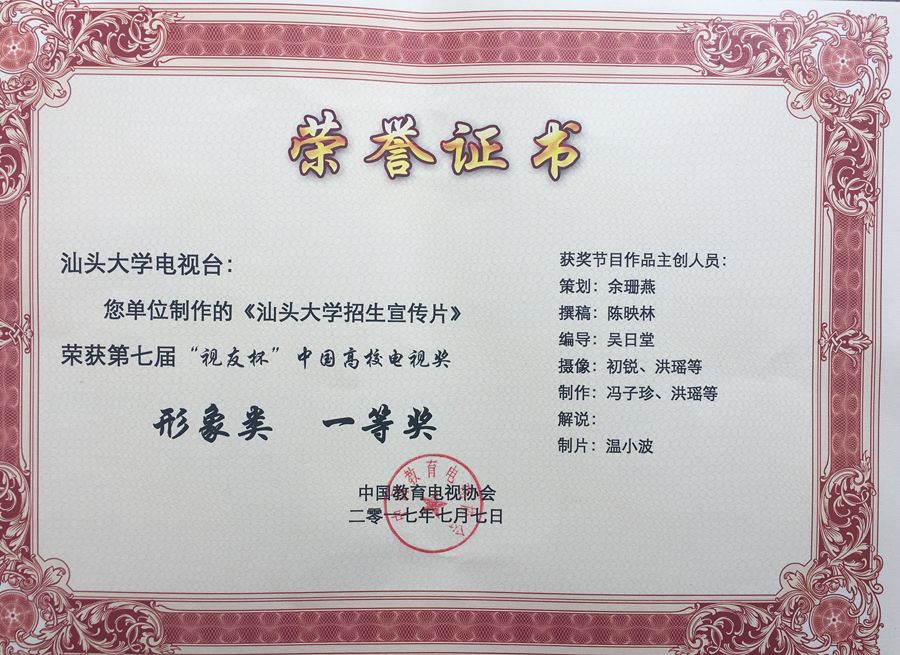 荣誉证书
汕头大学电视台：
您单位制作的《汕头大学招生宣传片》
荣获第七届“视友杯”中国高校电视奖
形象类 一等奖
中国教育电视协会
二零一七年七月七日
获奖节目作品主创人员：
策划：余珊燕
撰稿：陈映林
编导：吴日堂
摄像：初锐、洪瑶等
制作：冯子珍、洪瑶等
解说：
制片：温小波